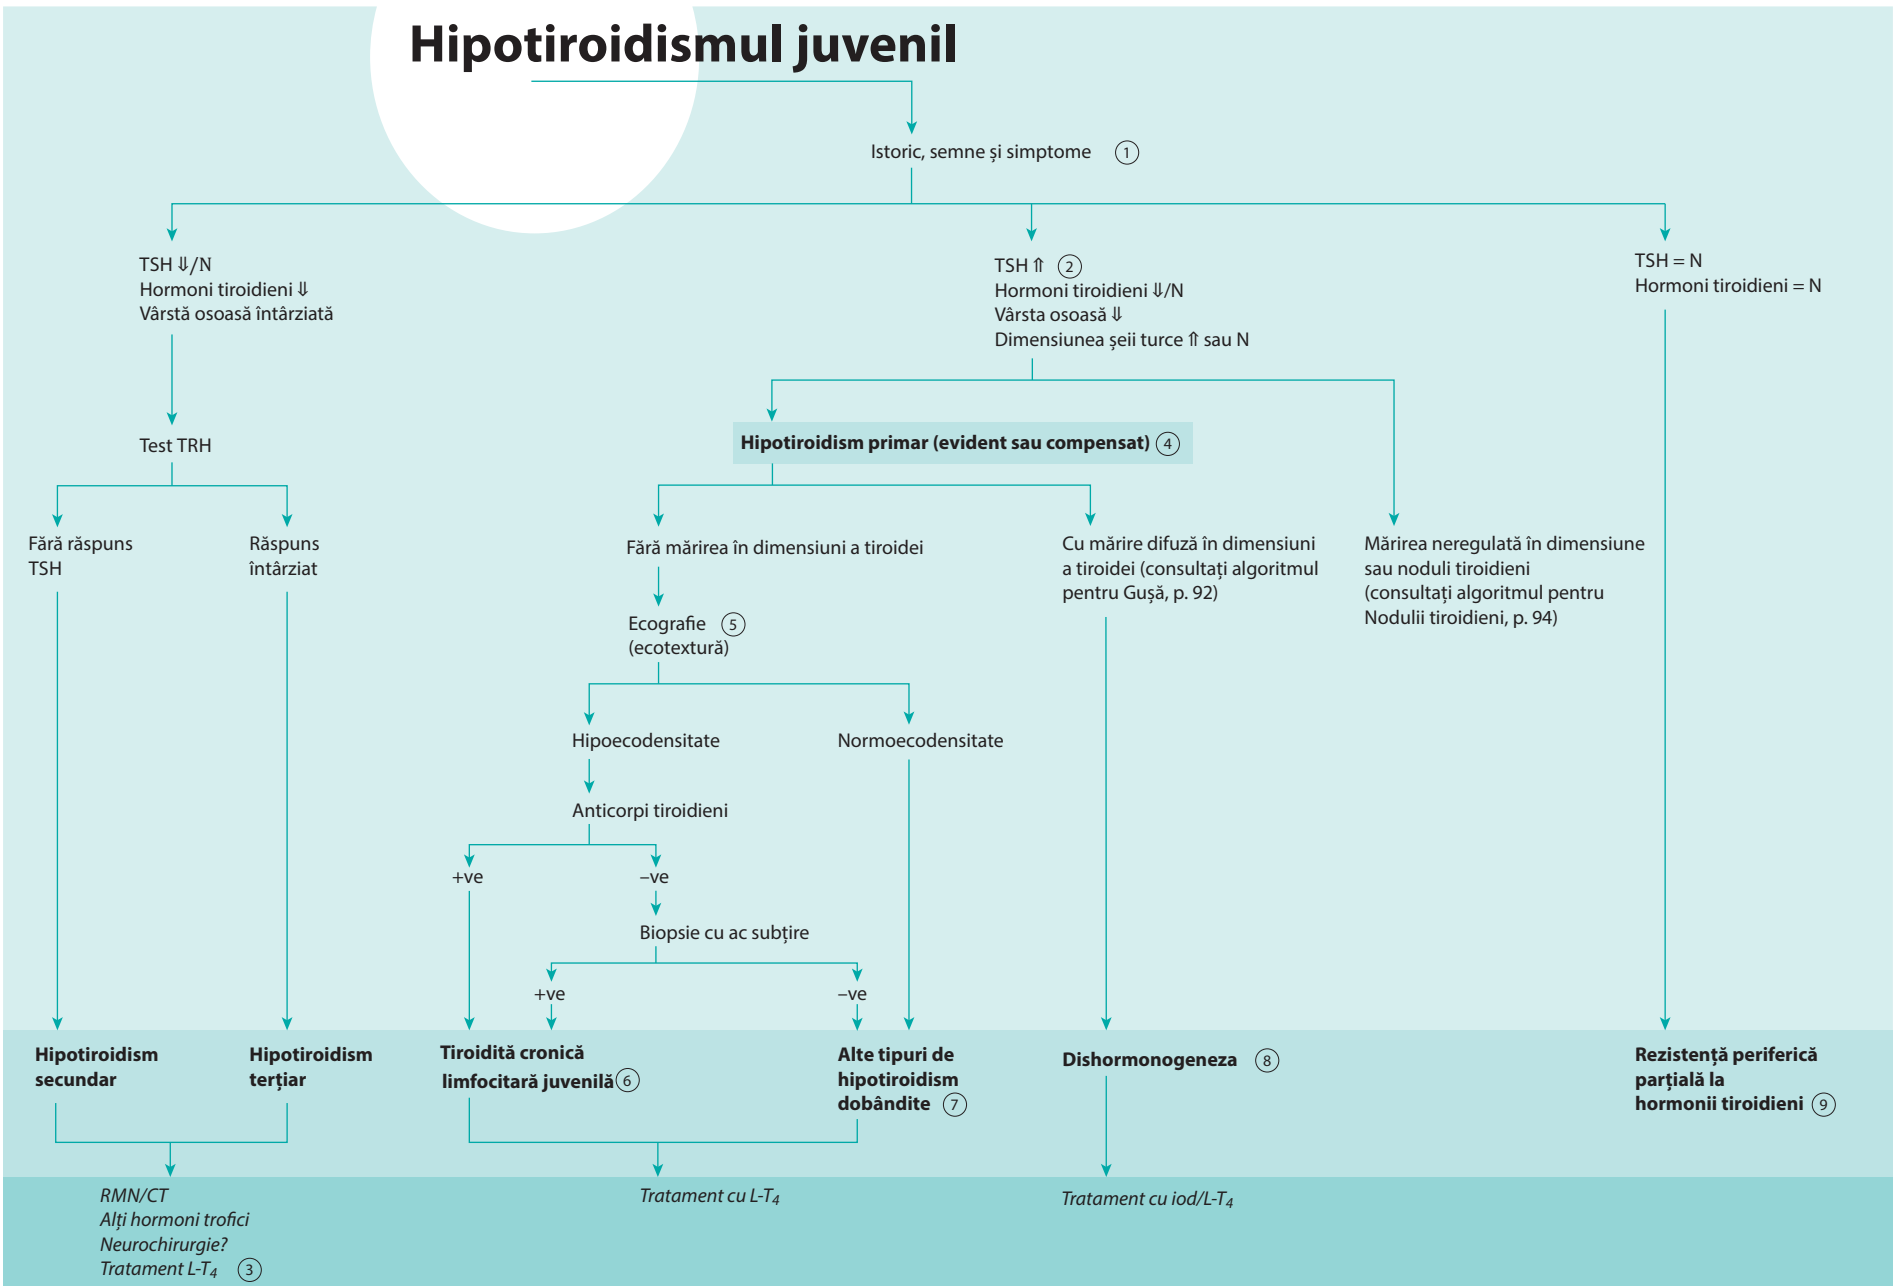 Hipotiroidismul juvenil
Istoric, semne și simptome 1
TSH ⇓/N
Hormoni tiroidieni ⇓
Vârstă osoasă întârziată
TSH ⇑ 2
Hormoni tiroidieni ⇓/N
Vârsta osoasă ⇓
Dimensiunea șeii turce ⇑ sau N
TSH = N
Hormoni tiroidieni = N
Test TRH
Hipotiroidism primar (evident sau compensat) 4
Fără răspuns
TSH
Răspuns
întârziat
Fără mărirea în dimensiuni a tiroidei
Cu mărire difuză în dimensiuni
a tiroidei (consultați algoritmul
pentru Gușă, p. 92)
Mărirea neregulată în dimensiune
sau noduli tiroidieni
(consultați algoritmul pentru
Nodulii tiroidieni, p. 94)
Ecografie 5
(ecotextură)
Hipoecodensitate
Normoecodensitate
Anticorpi tiroidieni
+ve
–ve
Biopsie cu ac subțire
+ve
–ve
Hipotiroidism
secundar
Hipotiroidism
terțiar
Tiroidită cronică
limfocitară juvenilă 6
Alte tipuri de
hipotiroidism
dobândite 7
Dishormonogeneza 8
Rezistență periferică
parțială la
hormonii tiroidieni 9
RMN/CT
Alți hormoni trofici
Neurochirurgie?
Tratament L-T4 3
Tratament cu L-T4
Tratament cu iod/L-T4